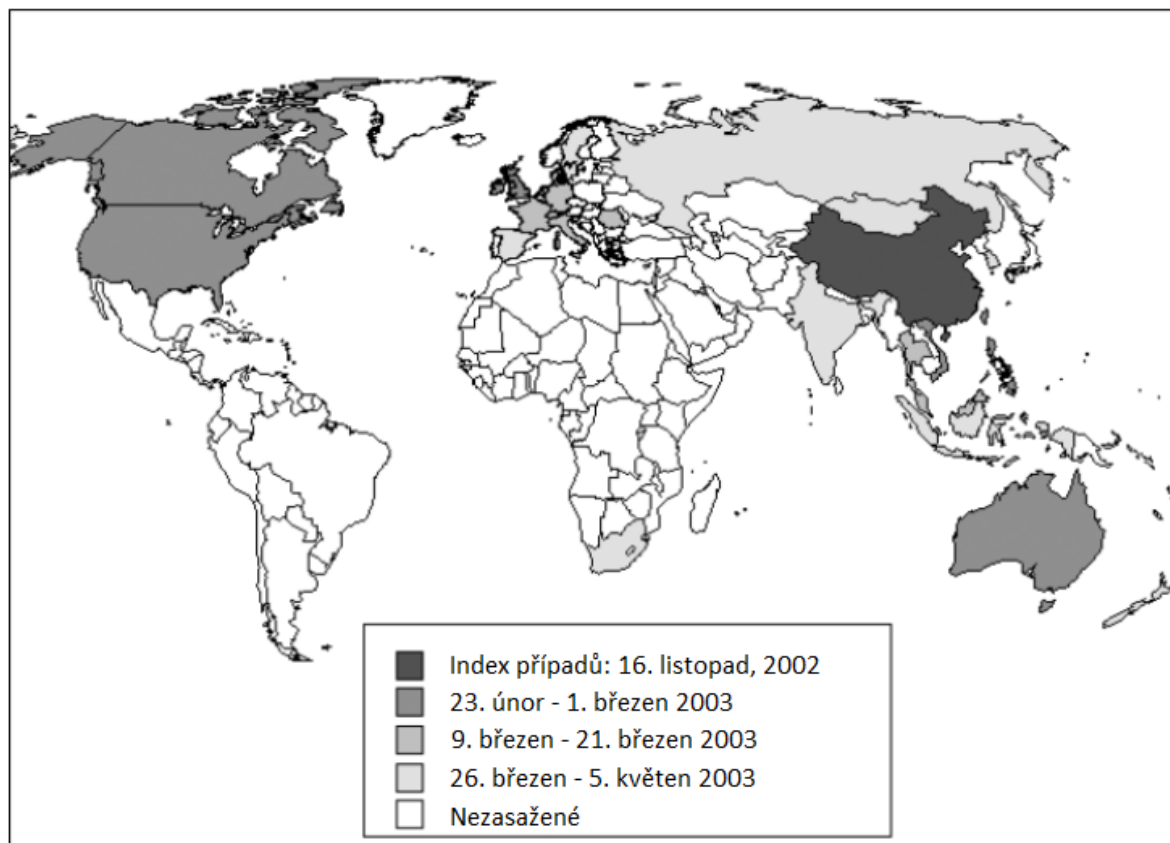 Index případů: 16. listopad, 2002
23. únor - 1. březen 2003
9. březen - 21. březen 2003
26. březen - 5. květen 2003
Nezasažené